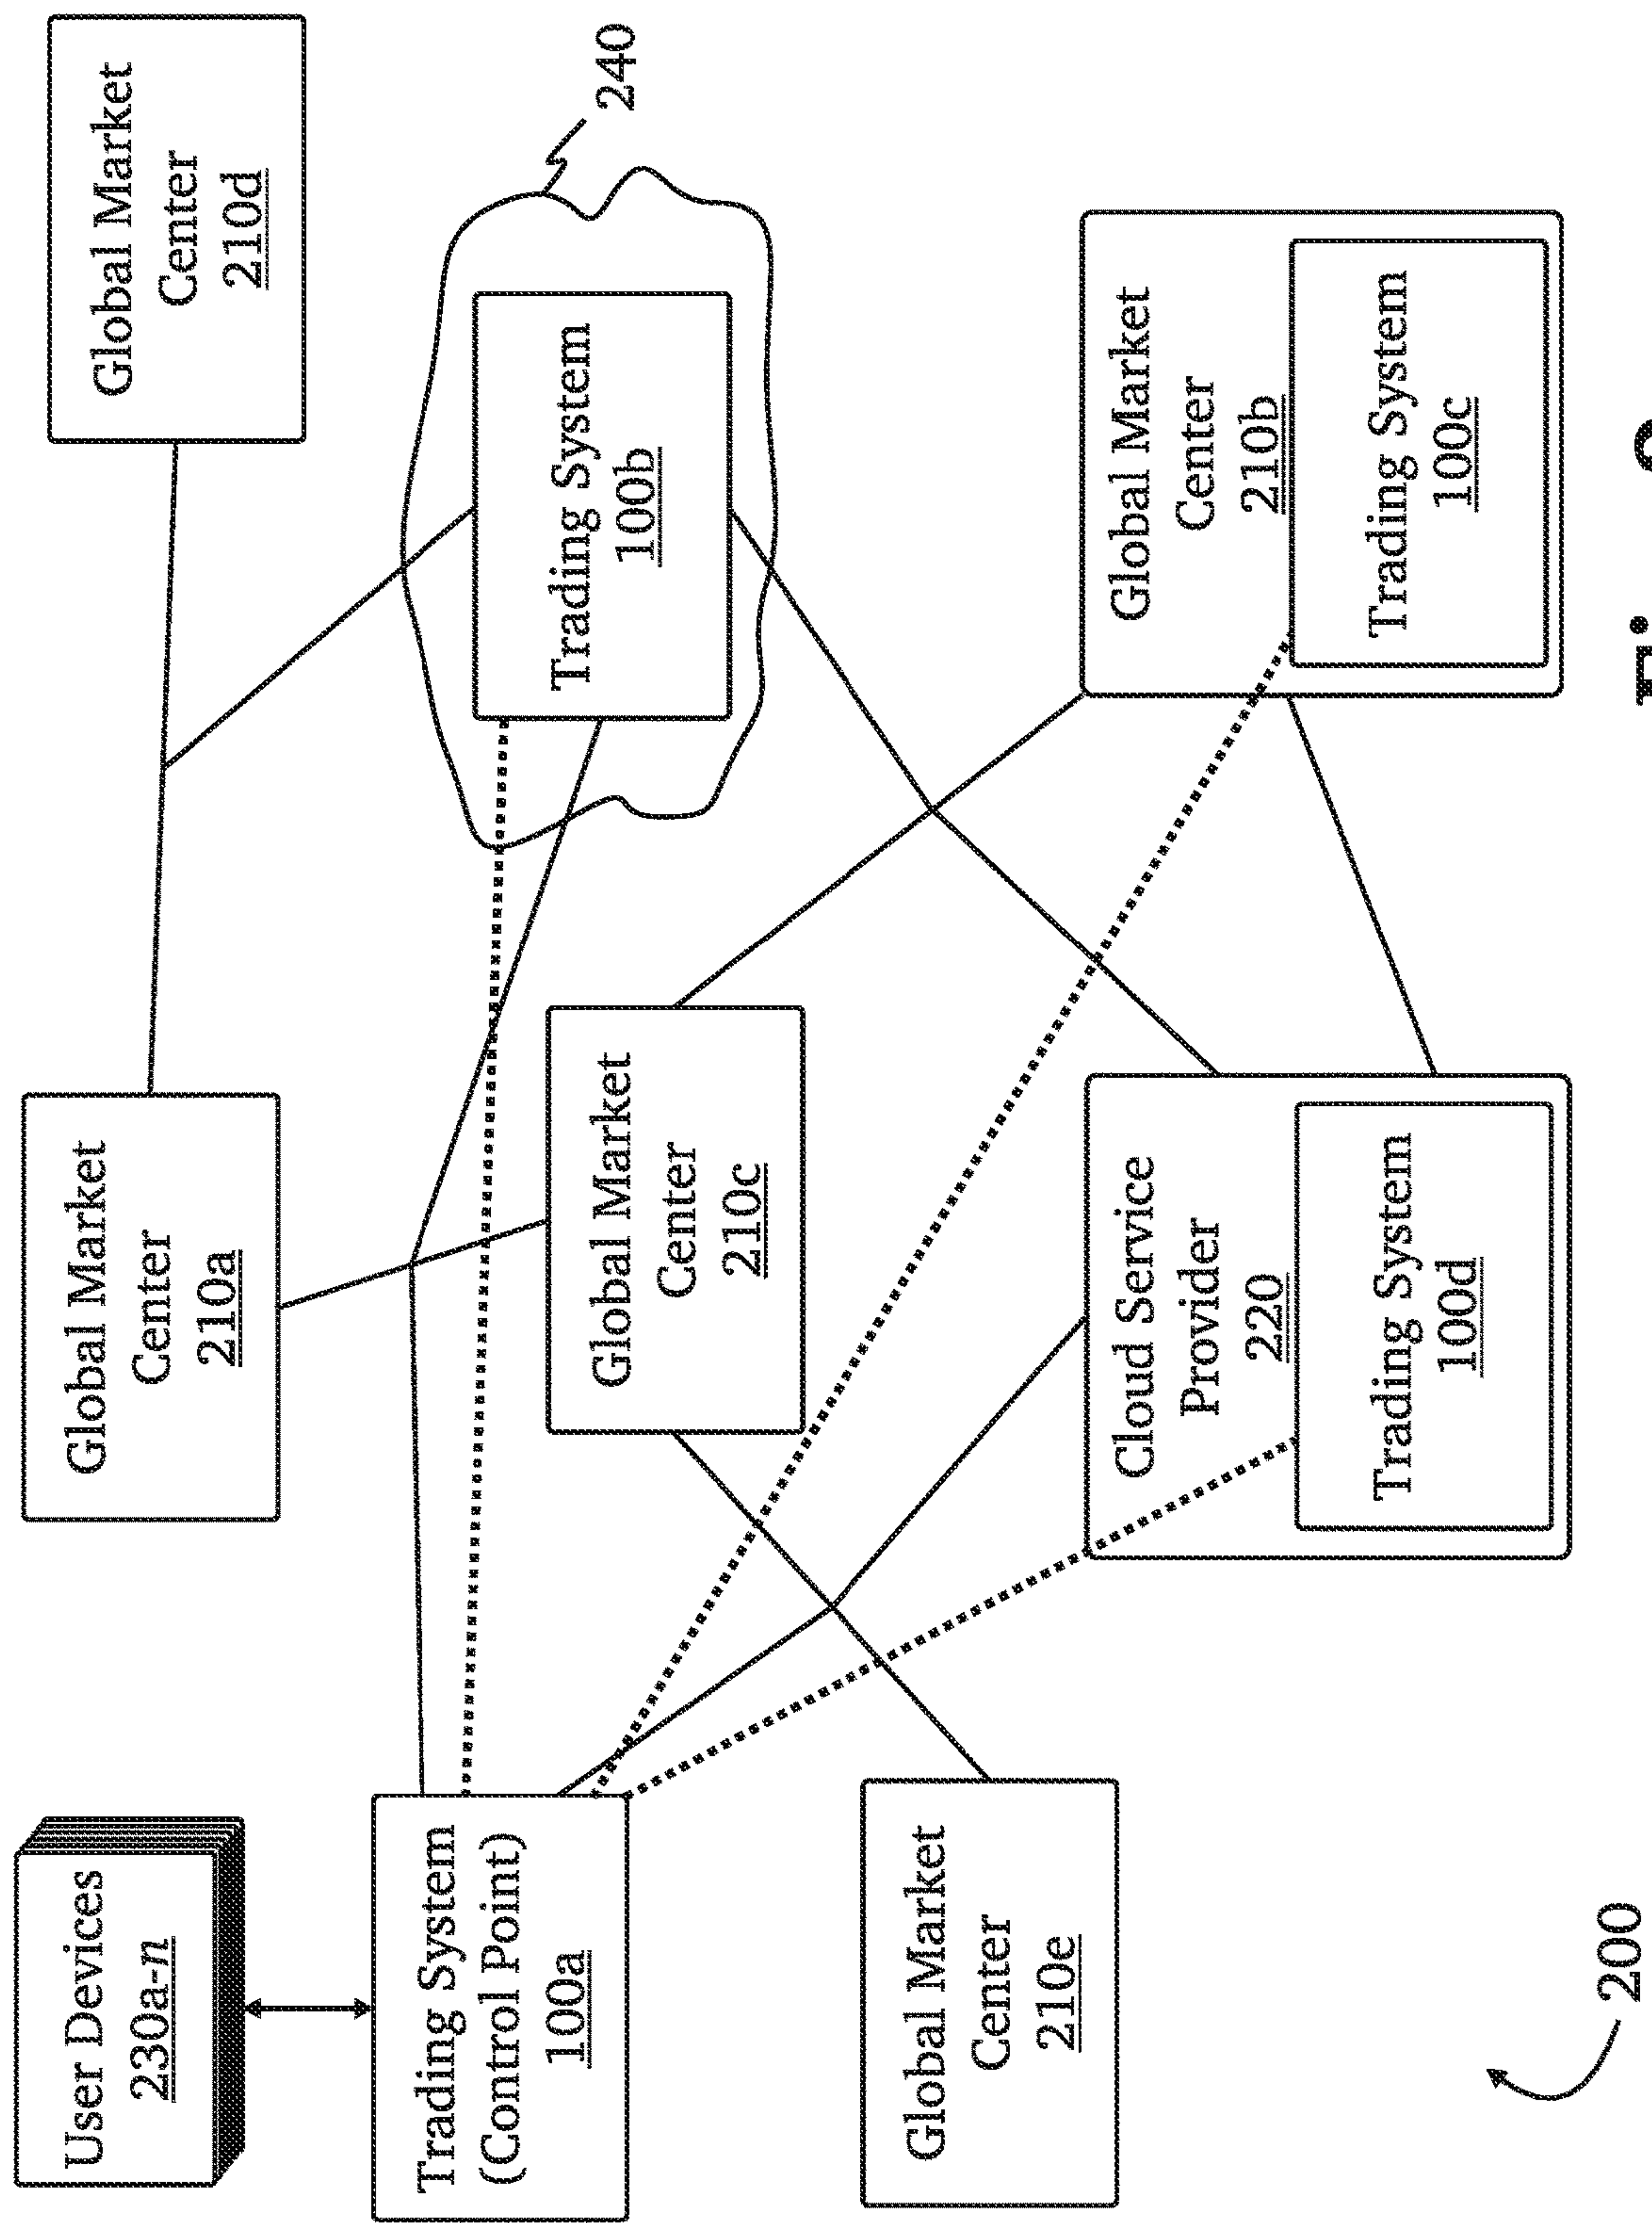 User Devices
230a-n
Trading System
(Control Point)
100a
Global Market
Center
210e
Global Market
Center
210a
Global Market
Center
210c
Cloud Service
Provider
220
Trading System
100d
Global Market
Center
210d
240
Trading System
100b
Global Market
Center
210b
Trading System
100c
200